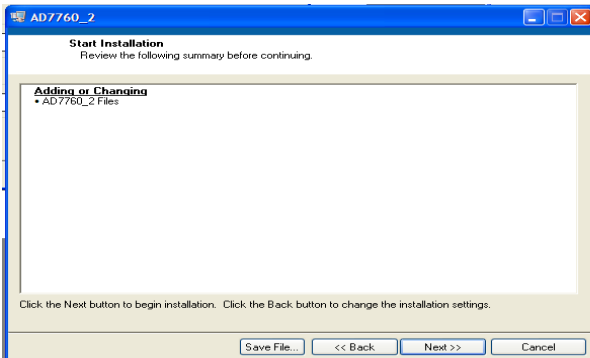 AD7760_2
Start Installation
Review the following summary before continuing.
Adding or Changing
• AD7760_2 Files
Click the Next button to begin installation. Click the Back button to change the installation settings.
Save File... << Back Next >> Cancel